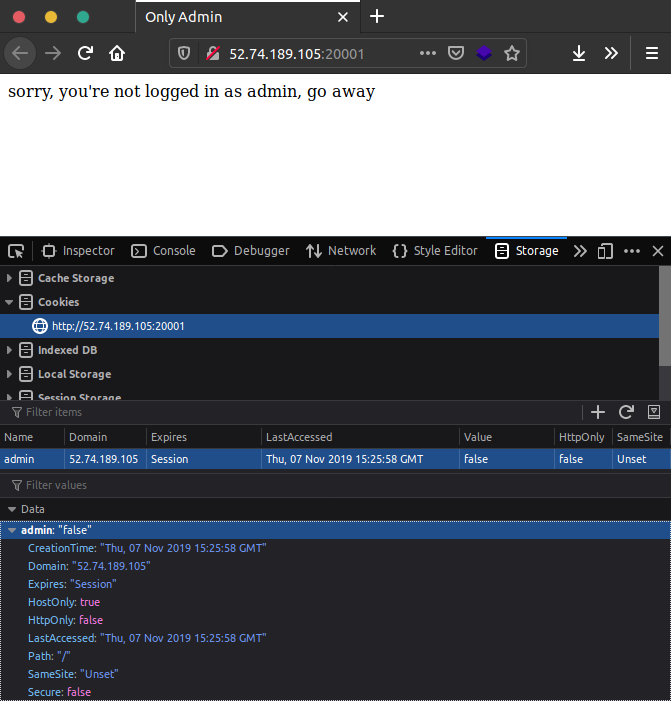 Only Admin
52.74.189.105:20001
sorry, you're not logged in as admin, go away
Inspector Console Debugger Network Style Editor Storage
Cache Storage
Cookies
http://52.74.189.105:20001
Indexed DB
Local Storage
Session Storage
Filter items
Name Domain Expires LastAccessed Value HttpOnly SameSite
admin 52.74.189.105 Session Thu, 07 Nov 2019 15:25:58 GMT false false Unset
Filter values
Data
admin: "false"
CreationTime: "Thu, 07 Nov 2019 15:25:58 GMT"
Domain: "52.74.189.105"
Expires: "Session"
HostOnly: true
HttpOnly: false
LastAccessed: "Thu, 07 Nov 2019 15:25:58 GMT"
Path: "/"
SameSite: "Unset"
Secure: false